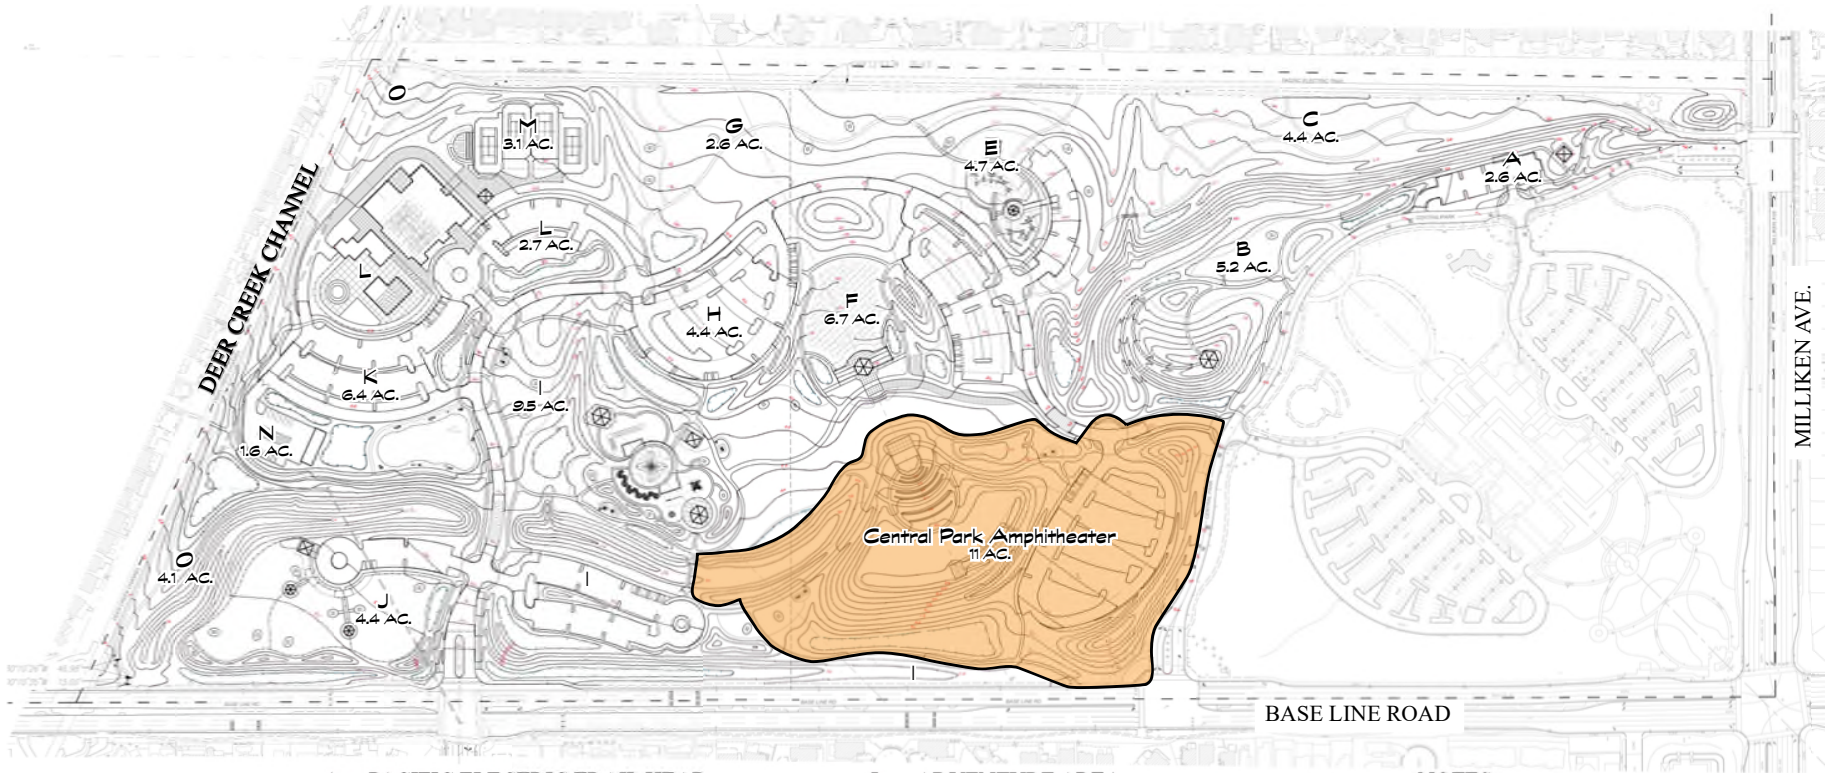 O
M
3.1 AC.
G
2.6 AC.
E
4.7 AC.
C
4.4 AC.
A
2.6 AC.
DEER CREEK CHANNEL
L
2.7 AC.
B
5.2 AC.
L
H
4.4 AC.
F
6.7 AC.
MILLIKEN AVE.
K
6.4 AC.
I
9.5 AC.
N
1.6 AC.
Central Park Amphitheater
11 AC.
O
4.1 AC.
I
J
4.4 AC.
I
BASE LINE ROAD